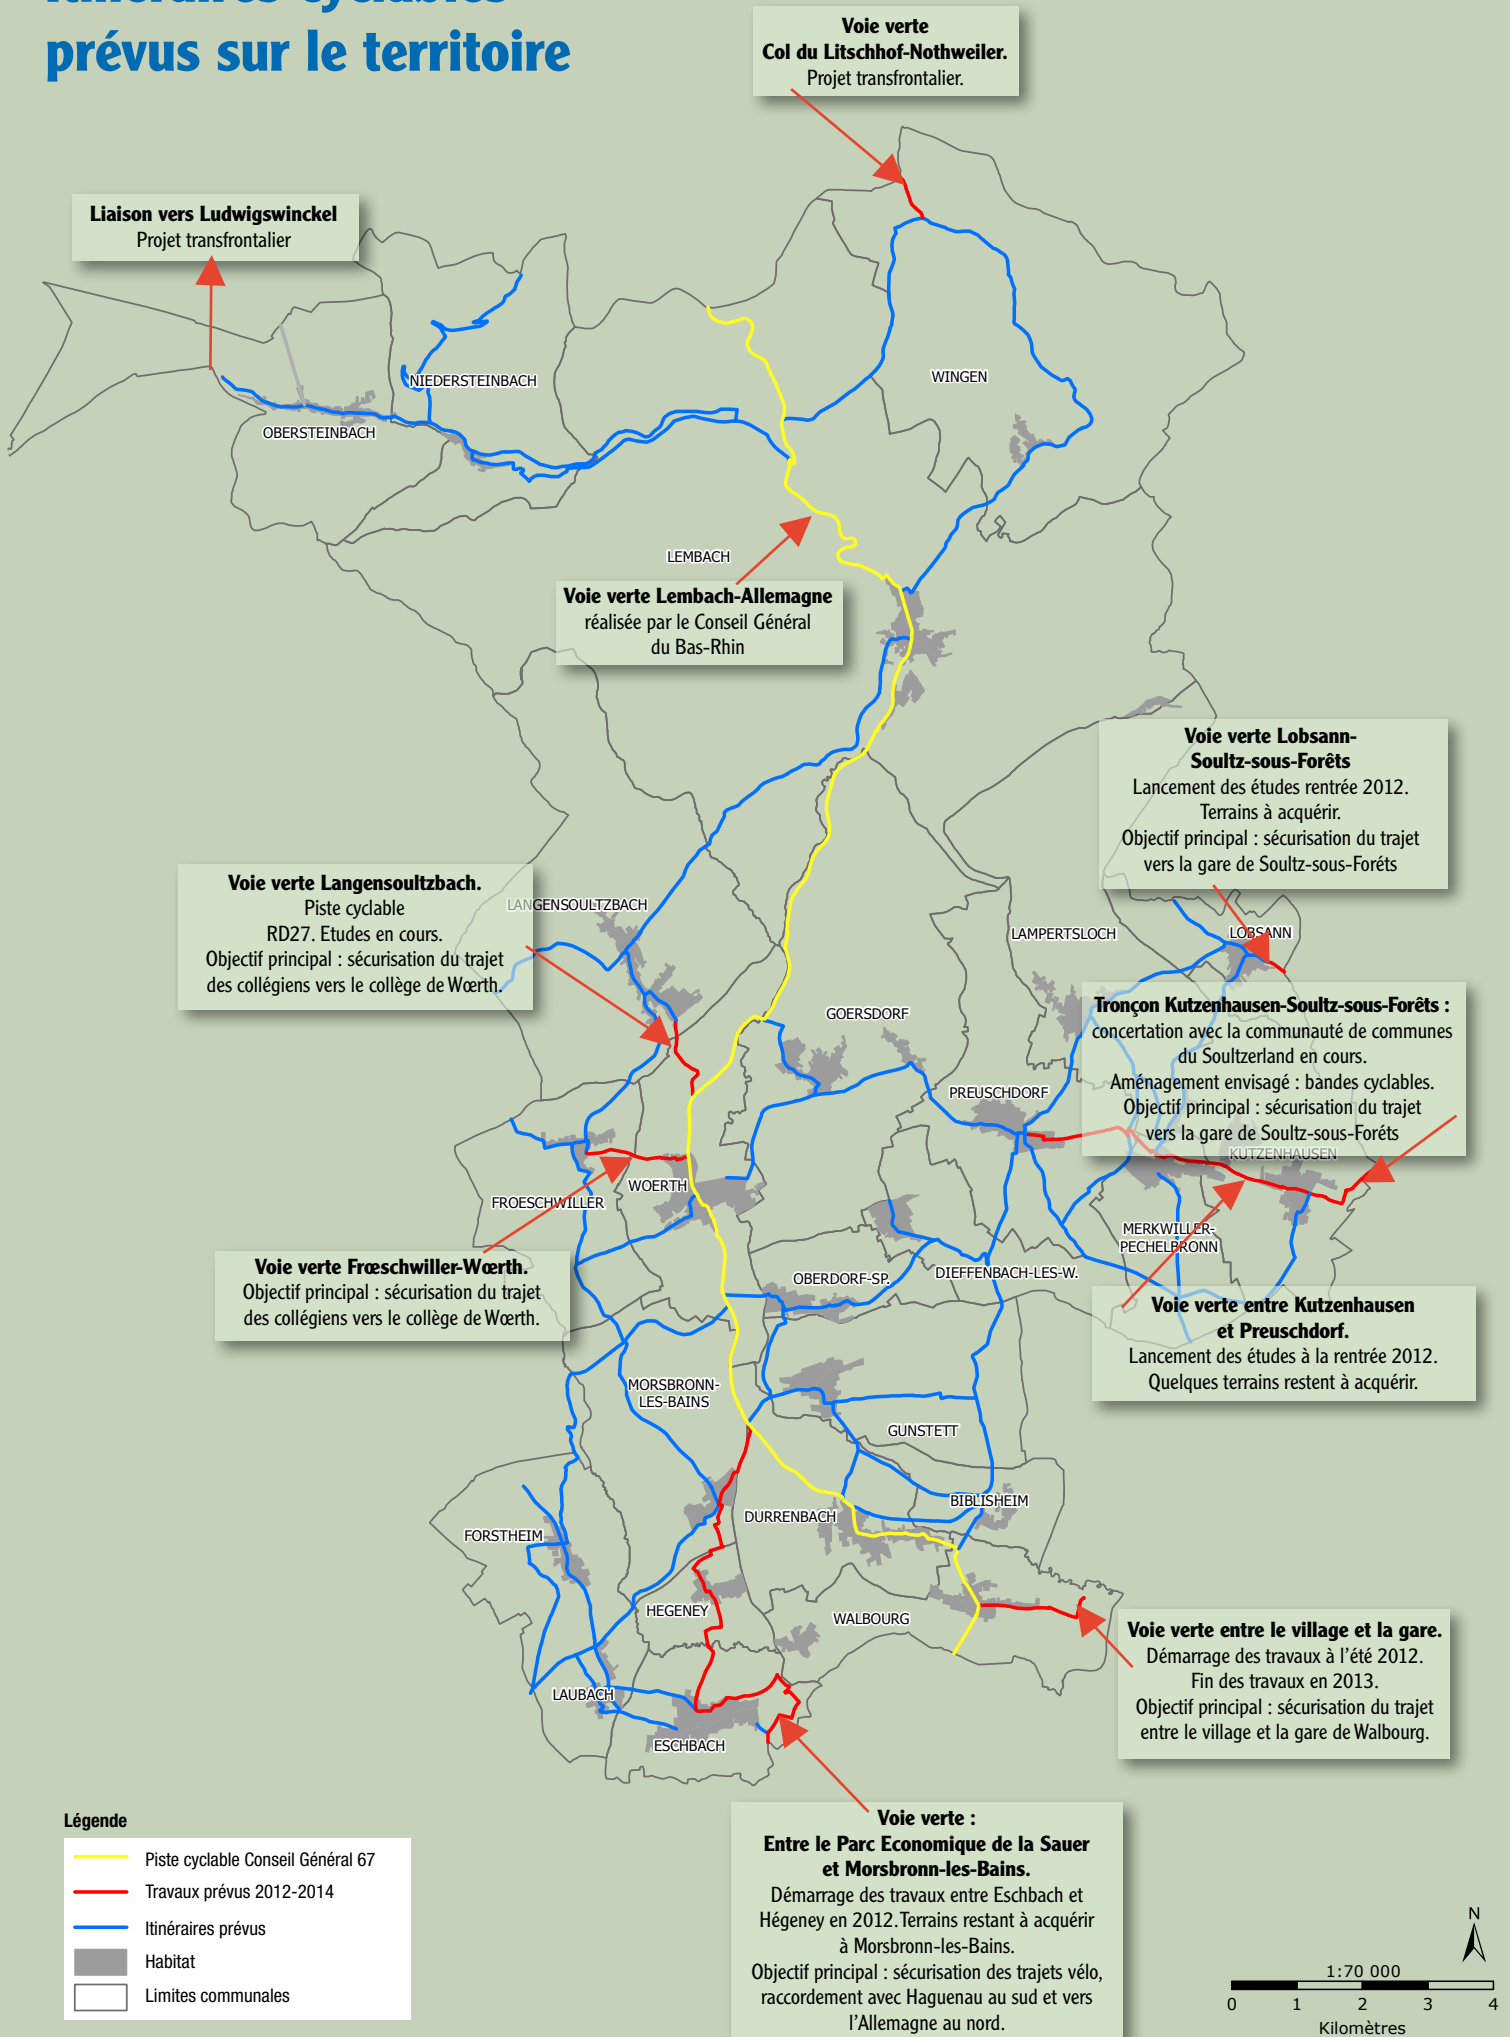 prévus sur le territoire
Voie verte
Col du Litschhof-Nothweiler.
Projet transfrontalier.
Liaison vers Ludwigswinckel
Projet transfrontalier
NIEDERSTEINBACH
OBERSTEINBACH
WINGEN
LEMBACH
Voie verte Lembach-Allemagne
réalisée par le Conseil Général
du Bas-Rhin
Voie verte Lobsann-
Soultz-sous-Forêts
Lancement des études rentrée 2012.
Terrains à acquérir.
Objectif principal : sécurisation du trajet
vers la gare de Soultz-sous-Foréts
Voie verte Langensoultzbach.
Piste cyclable
RD27. Etudes en cours.
Objectif principal : sécurisation du trajet
des collégiens vers le collège de Wœrth.
LANGENSOULTZBACH
LAMPERTSLOCH
LOBSANN
GOERSDORF
PREUSCHDORF
Tronçon Kutzenhausen-Soultz-sous-Forêts :
concertation avec la communauté de communes
du Soultzerland en cours.
Aménagement envisagé : bandes cyclables.
Objectif principal : sécurisation du trajet
vers la gare de Soultz-sous-Foréts
KUTZENHAUSEN
WOERTH
FROESCHWILLER
MERKWILLER-
PECHELBRONN
Voie verte Frœschwiller-Wœrth.
Objectif principal : sécurisation du trajet
des collégiens vers le collège de Wœrth.
OBERDORF-SP.
DIEFFENBACH-LES-W.
Voie verte entre Kutzenhausen
et Preuschdorf.
Lancement des études à la rentrée 2012.
Quelques terrains restent à acquérir.
MORSBRONN-
LES-BAINS
GUNSTETT
BIBLISHEIM
DURRENBACH
FORSTHEIM
HEGENEY
WALBOURG
Voie verte entre le village et la gare.
Démarrage des travaux à l'été 2012.
Fin des travaux en 2013.
Objectif principal : sécurisation du trajet
entre le village et la gare de Walbourg.
LAUBACH
ESCHBACH
Voie verte :
Entre le Parc Economique de la Sauer
et Morsbronn-les-Bains.
Démarrage des travaux entre Eschbach et
Hégeney en 2012. Terrains restant à acquérir
à Morsbronn-les-Bains.
Objectif principal : sécurisation des trajets vélo,
raccordement avec Haguenau au sud et vers
l'Allemagne au nord.
Légende
Piste cyclable Conseil Général 67
Travaux prévus 2012-2014
Itinéraires prévus
Habitat
Limites communales
N
1:70 000
0 1 2 3 4
Kilomètres